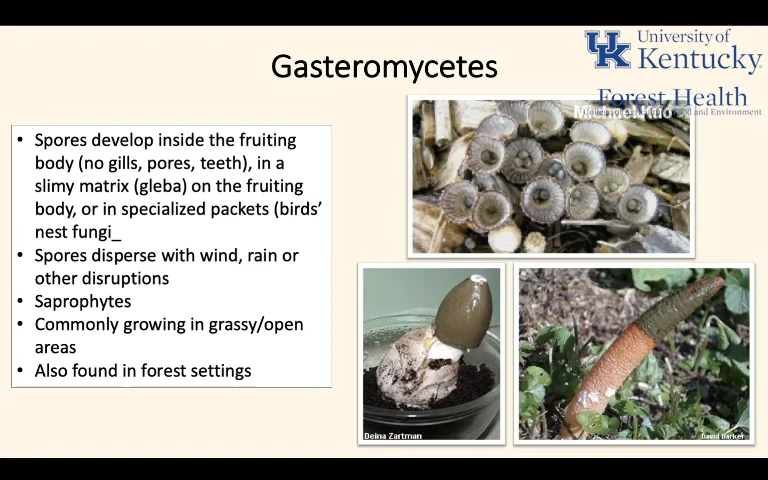 Gasteromycetes
University of
Kentucky
Forest Health
• Spores develop inside the fruiting
body (no gills, pores, teeth), in a
slimy matrix (gleba) on the fruiting
body, or in specialized packets (birds'
nest fungi_
• Spores disperse with wind, rain or
other disruptions
• Saprophytes
• Commonly growing in grassy/open
areas
• Also found in forest settings
Deina Zartman
David Barker